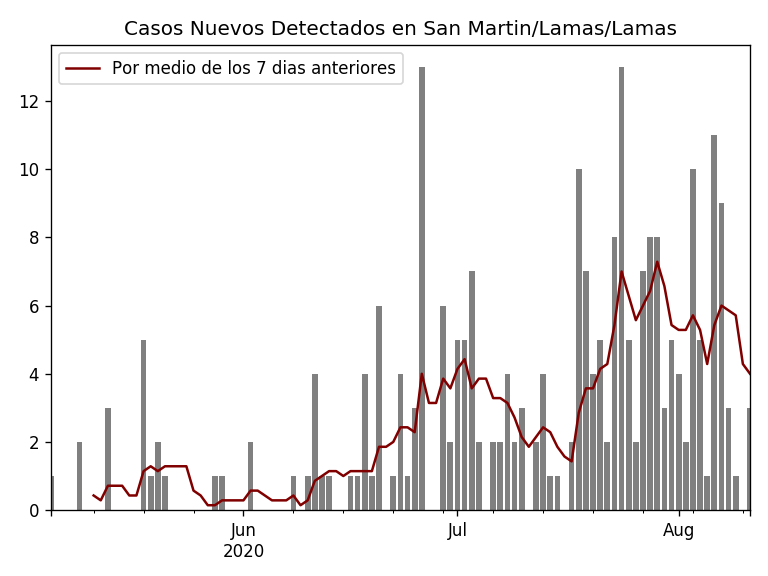 Casos Nuevos Detectados en San Martin/Lamas/Lamas
Por medio de los 7 dias anteriores
12
10
8
6
4
2
0
Jun
2020
Jul
Aug